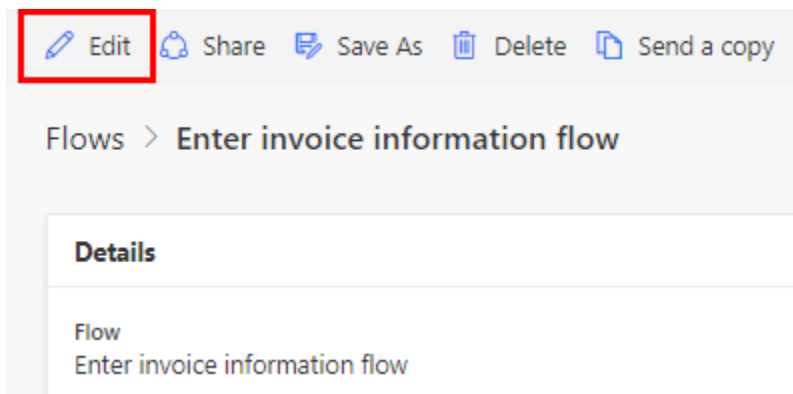 Edit Share Save As Delete Send a copy
Flows > Enter invoice information flow
Details
Flow
Enter invoice information flow